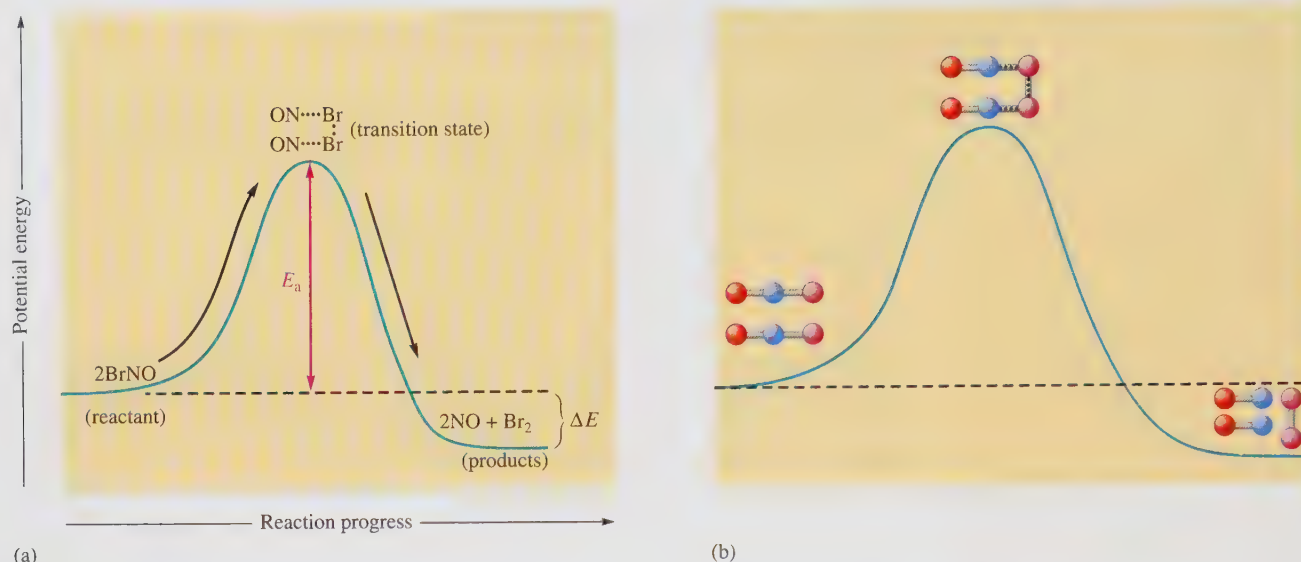 Potential energy
ON····Br
(transition state)
ON····Br
Eₐ
2BrNO
(reactant)
2NO + Br₂
(products)
ΔE
Reaction progress
(a)
(b)